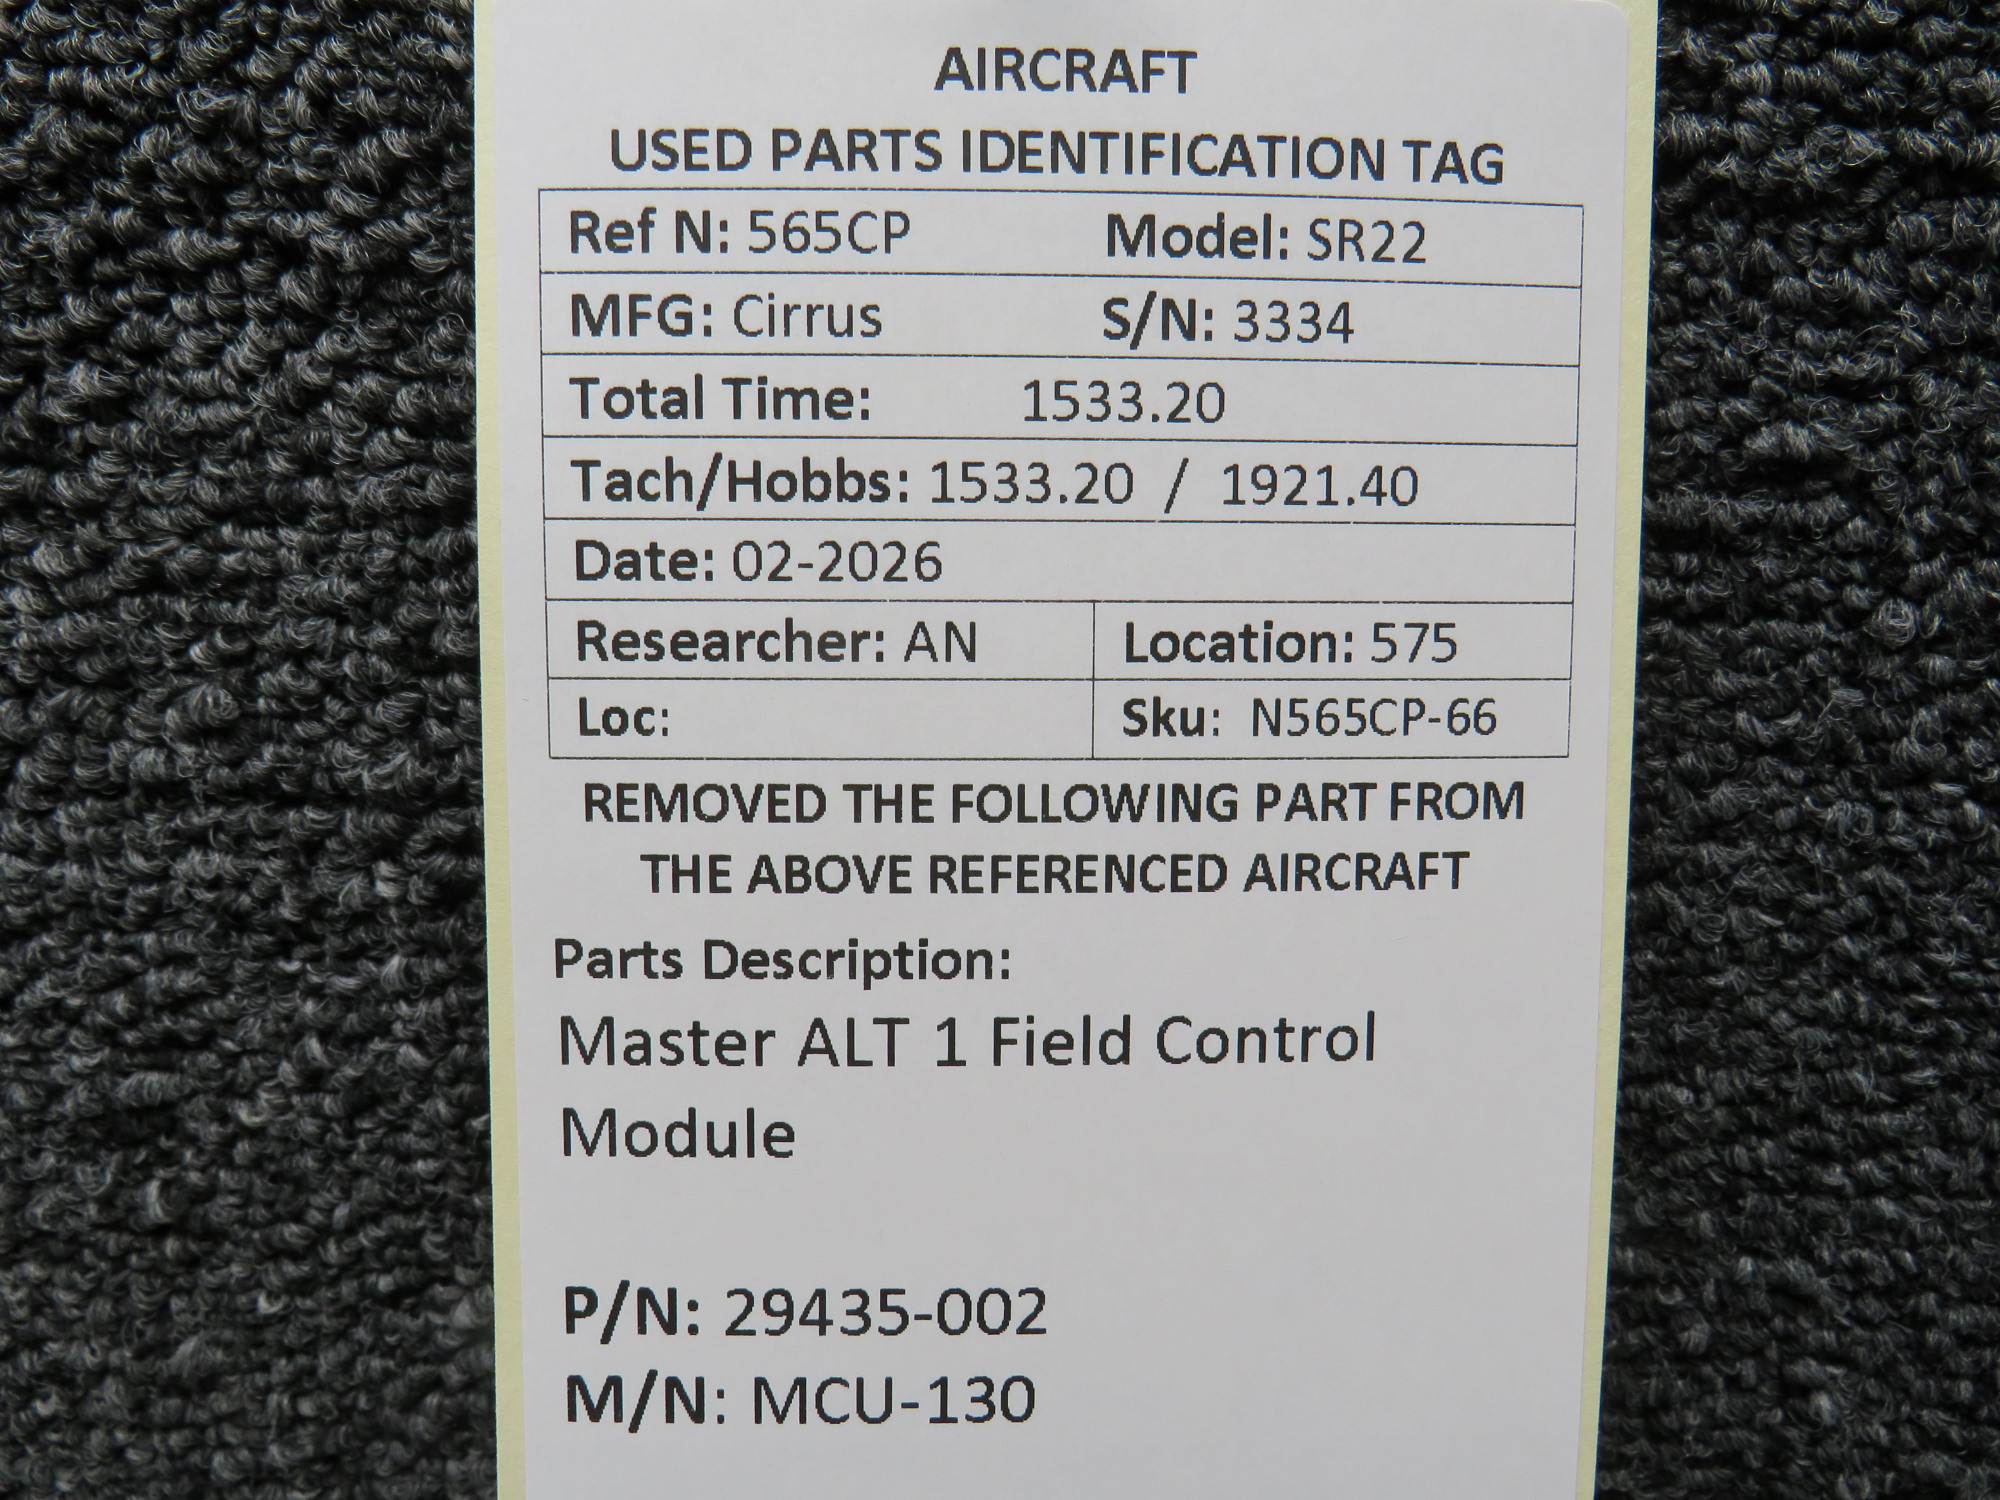 AIRCRAFT
USED PARTS IDENTIFICATION TAG
Ref N: 565CP Model: SR22
MFG: Cirrus S/N: 3334
Total Time: 1533.20
Tach/Hobbs: 1533.20 / 1921.40
Date: 02-2026
Researcher: AN Location: 575
Loc: Sku: N565CP-66
REMOVED THE FOLLOWING PART FROM
THE ABOVE REFERENCED AIRCRAFT
Parts Description:
Master ALT 1 Field Control
Module
P/N: 29435-002
M/N: MCU-130